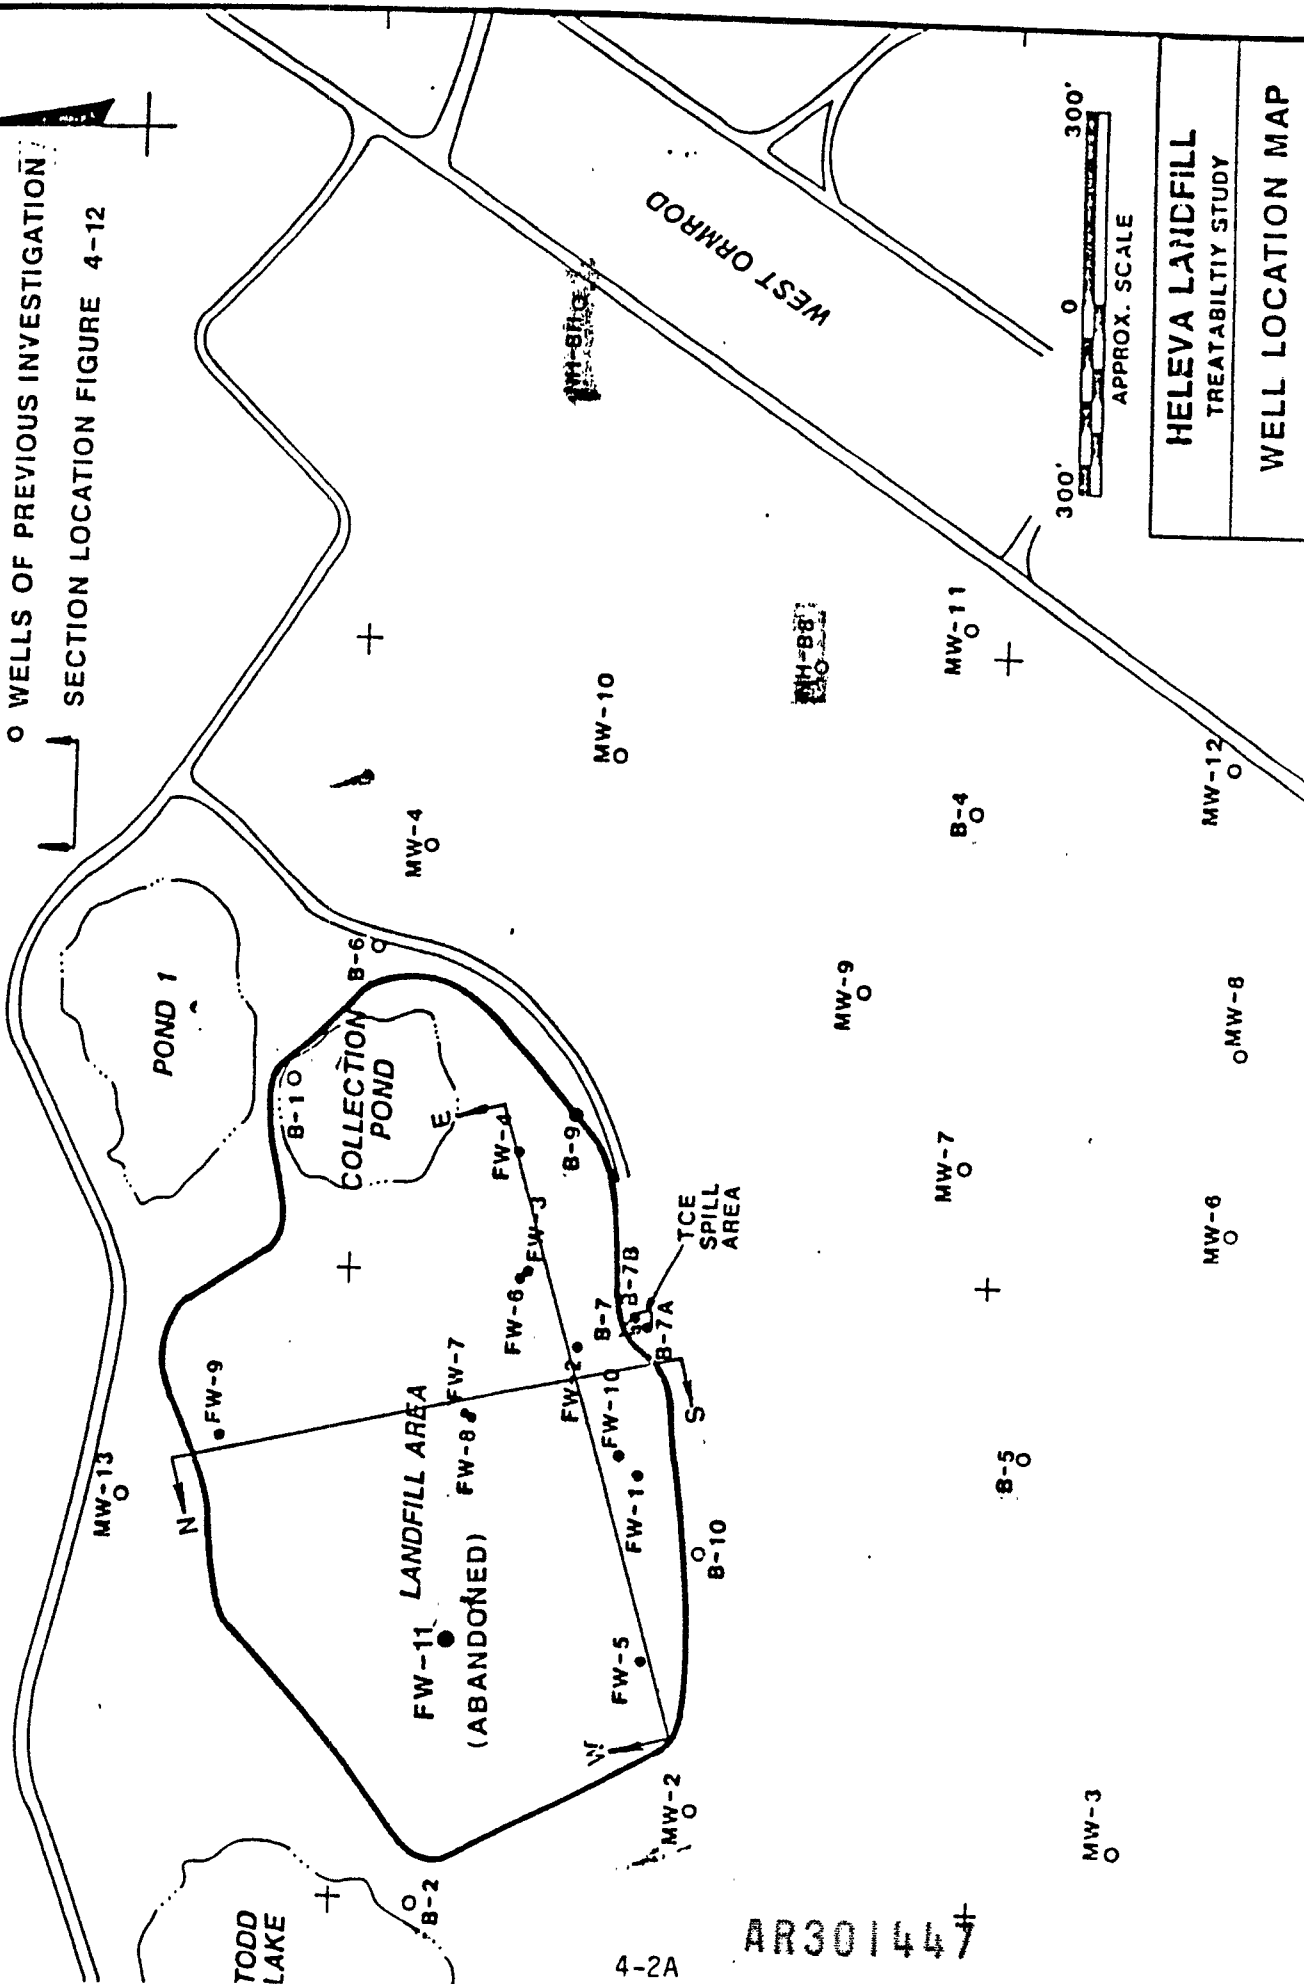 O WELLS OF PREVIOUS INVESTIGATION
SECTION LOCATION FIGURE 4-12
TODD
LAKE
B-2
MW-13
N
FW-9
POND 1
B-1
COLLECTION
POND
B-6
MW-4
E
FW-4
FW-3
FW-6
B-9
FW-7
FW-8
LANDFILL AREA
FW-11
(ABANDONED)
FW-2
FW-10
FW-1
FW-5
W
B-7
B-7B
B-7A
TCE
SPILL
AREA
S
B-10
MW-2
MW-3
B-5
MW-6
MW-7
MW-8
MW-9
B-4
MW-10
MW-11
MW-12
WEST ORMROD
300'
0
300'
APPROX. SCALE
HELEVA LANDFILL
TREATABILTIY STUDY
WELL LOCATION MAP
4-2A
AR301447